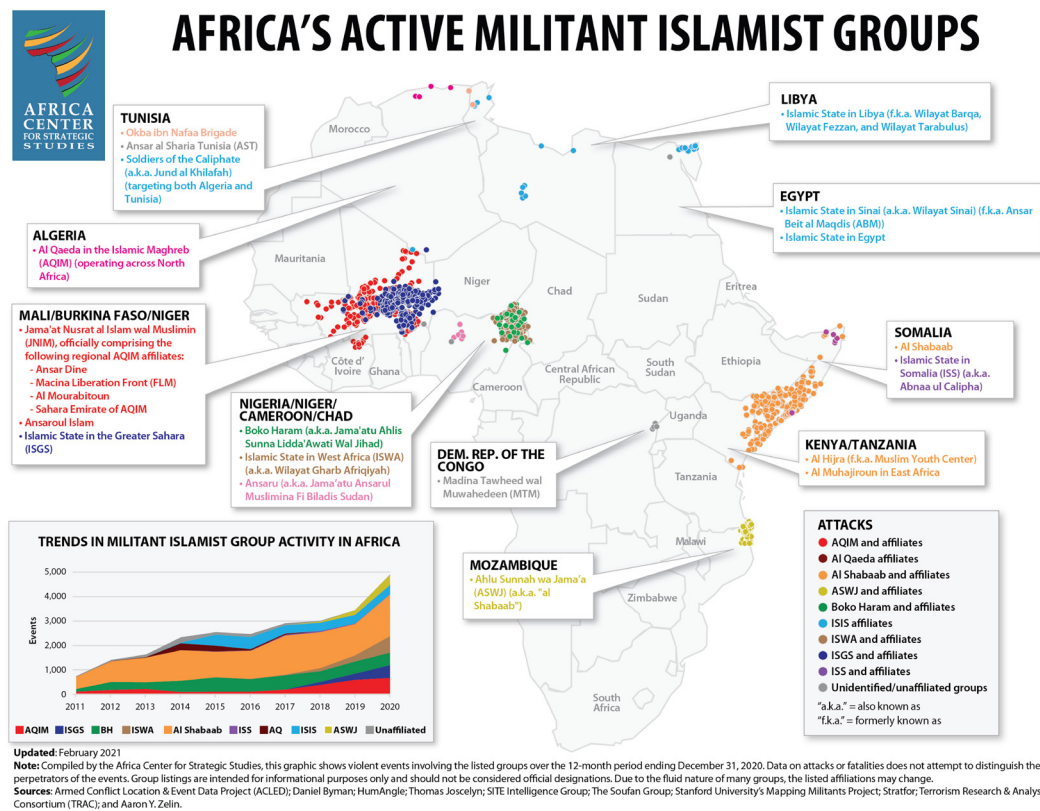 AFRICA'S ACTIVE MILITANT ISLAMIST GROUPS
AFRICA
CENTER
FOR STRATEGIC
STUDIES
TUNISIA
• Okba ibn Nafaa Brigade
• Ansar al Sharia Tunisia (AST)
• Soldiers of the Caliphate
(a.k.a. Jund al Khilafah)
(targeting both Algeria and
Tunisia)
LIBYA
• Islamic State in Libya (f.k.a. Wilayat Barqa,
Wilayat Fezzan, and Wilayat Tarabulus)
EGYPT
• Islamic State in Sinai (a.k.a. Wilayat Sinai) (f.k.a. Ansar
Beit al Maqdis (ABM))
• Islamic State in Egypt
ALGERIA
• Al Qaeda in the Islamic Maghreb
(AQIM) (operating across North
Africa)
MALI/BURKINA FASO/NIGER
• Jama'at Nusrat al Islam wal Muslimin
(JNIM), officially comprising the
following regional AQIM affiliates:
- Ansar Dine
- Macina Liberation Front (FLM)
- Al Mourabitoun
- Sahara Emirate of AQIM
• Ansaroul Islam
• Islamic State in the Greater Sahara
(ISGS)
Morocco
Mauritania
Niger
Chad
Sudan
Eritrea
Côte d'
Ivoire
Ghana
Cameroon
Central African
Republic
South
Sudan
Ethiopia
Uganda
Tanzania
Malawi
Zimbabwe
South
Africa
SOMALIA
• Al Shabaab
• Islamic State in
Somalia (ISS) (a.k.a.
Abnaa ul Calipha)
NIGERIA/NIGER/
CAMEROON/CHAD
• Boko Haram (a.k.a. Jama'atu Ahlis
Sunna Lidda'Awati Wal Jihad)
• Islamic State in West Africa (ISWA)
(a.k.a. Wilayat Gharb Afriqiyah)
• Ansaru (a.k.a. Jama'atu Ansarul
Muslimina Fi Biladis Sudan)
DEM. REP. OF THE
CONGO
• Madina Tawheed wal
Muwahedeen (MTM)
KENYA/TANZANIA
• Al Hijra (f.k.a. Muslim Youth Center)
• Al Muhajiroun in East Africa
MOZAMBIQUE
• Ahlu Sunnah wa Jama'a
(ASWJ) (a.k.a. "al
Shabaab")
ATTACKS
AQIM and affiliates
Al Qaeda affiliates
Al Shabaab and affiliates
ASWJ and affiliates
Boko Haram and affiliates
ISIS affiliates
ISWA and affiliates
ISGS and affiliates
ISS and affiliates
Unidentified/unaffiliated groups
"a.k.a." = also known as
"f.k.a." = formerly known as
TRENDS IN MILITANT ISLAMIST GROUP ACTIVITY IN AFRICA
Events
5,000
4,000
3,000
2,000
1,000
0
2011 2012 2013 2014 2015 2016 2017 2018 2019 2020
AQIM ISGS BH ISWA Al Shabaab ISS AQ ISIS ASWJ Unaffiliated
Updated: February 2021
Note: Compiled by the Africa Center for Strategic Studies, this graphic shows violent events involving the listed groups over the 12-month period ending December 31, 2020. Data on attacks or fatalities does not attempt to distinguish the
perpetrators of the events. Group listings are intended for informational purposes only and should not be considered official designations. Due to the fluid nature of many groups, the listed affiliations may change.
Sources: Armed Conflict Location & Event Data Project (ACLED); Daniel Byman; HumAngle; Thomas Joscelyn; SITE Intelligence Group; The Soufan Group; Stanford University's Mapping Militants Project; Stratfor; Terrorism Research & Analys
Consortium (TRAC); and Aaron Y. Zelin.